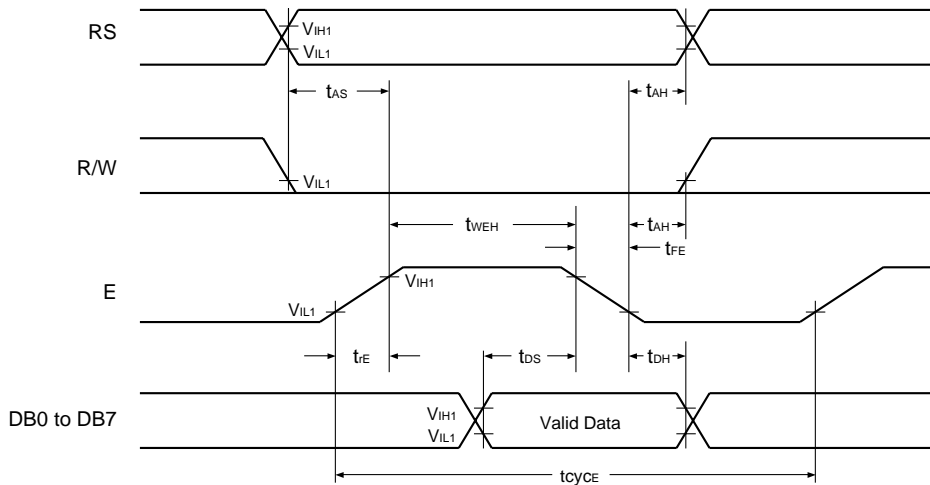 RS
VIH1
VIL1
tAS
tAH
R/W
VIL1
tWEH
tAH
tFE
E
VIH1
VIL1
trE
tDS
tDH
DB0 to DB7
VIH1
VIL1
Valid Data
tcycE